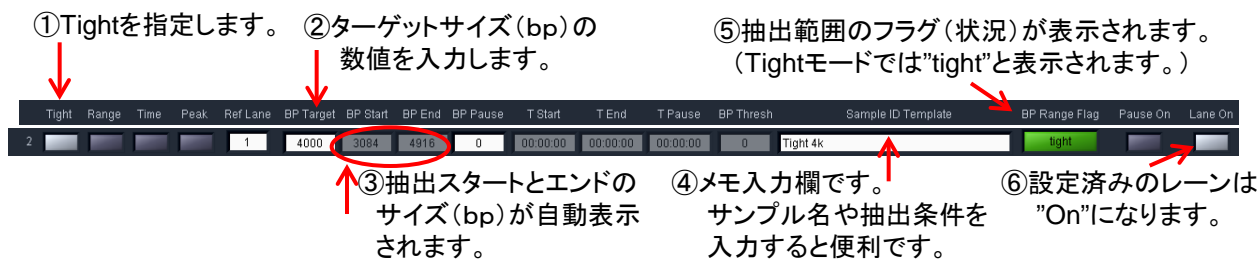 ①Tightを指定します。
②ターゲットサイズ(bp)の
数値を入力します。
⑤抽出範囲のフラグ(状況)が表示されます。
(Tightモードでは"tight"と表示されます。)
Tight Range Time Peak Ref Lane BP Target BP Start BP End BP Pause T Start T End T Pause BP Thresh Sample ID Template BP Range Flag Pause On Lane On
2 1 4000 3084 4916 0 00:00:00 00:00:00 00:00:00 0 Tight 4k tight
③抽出スタートとエンドの
サイズ(bp)が自動表示
されます。
④メモ入力欄です。
サンプル名や抽出条件を
入力すると便利です。
⑥設定済みのレーンは
"On"になります。